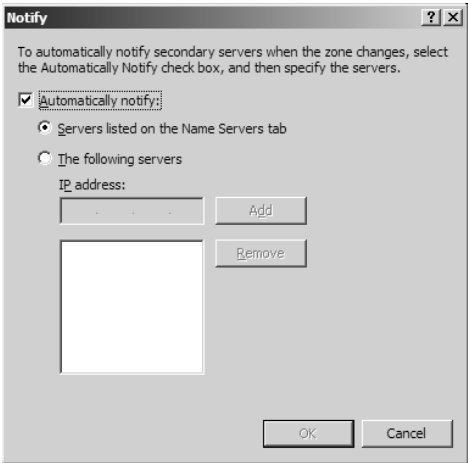 Notify
To automatically notify secondary servers when the zone changes, select
the Automatically Notify check box, and then specify the servers.
Automatically notify:
Servers listed on the Name Servers tab
The following servers
IP address:
. . .
Add
Remove
OK
Cancel